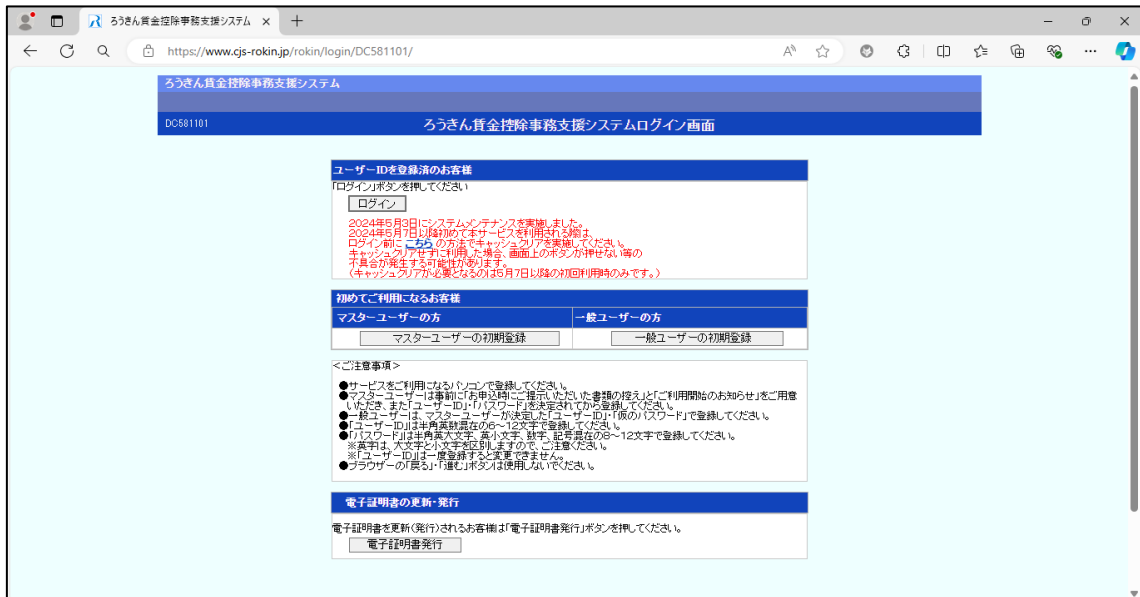 ろうきん賃金控除事務支援システム
https://www.cjs-rokin.jp/rokin/login/DC581101/
ろうきん賃金控除事務支援システム
DC581101
ろうきん賃金控除事務支援システムログイン画面
ユーザーIDを登録済のお客様
「ログイン」ボタンを押してください
ログイン
2024年5月3日にシステムメンテナンスを実施しました。
2024年5月7日以降初めて本サービスを利用される際は、
ログイン前に こちら の方法でキャッシュクリアを実施してください。
キャッシュクリアせずに利用した場合、画面上のボタンが押せない等の
不具合が発生する可能性があります。
(キャッシュクリアが必要となるのは5月7日以降の初回利用時のみです。)
初めてご利用になるお客様
マスターユーザーの方
一般ユーザーの方
マスターユーザーの初期登録
一般ユーザーの初期登録
<ご注意事項>
●サービスをご利用になるパソコンで登録してください。
●マスターユーザーは事前に「お申込時にご提示いただいた書類の控え」と「ご利用開始のお知らせ」をご用意
いただき、また「ユーザーID」・「パスワード」を決定されてから登録してください。
●一般ユーザーは、マスターユーザーが決定した「ユーザーID」・「仮のパスワード」で登録してください。
●「ユーザーID」は半角英数混在の6～12文字で登録してください。
●「パスワード」は半角英大文字、英小文字、数字、記号混在の8～12文字で登録してください。
※英字は、大文字と小文字を区別しますので、ご注意ください。
※「ユーザーID」は一度登録すると変更できません。
●ブラウザーの「戻る」・「進む」ボタンは使用しないでください。
電子証明書の更新・発行
電子証明書を更新(発行)されるお客様は「電子証明書発行」ボタンを押してください。
電子証明書発行